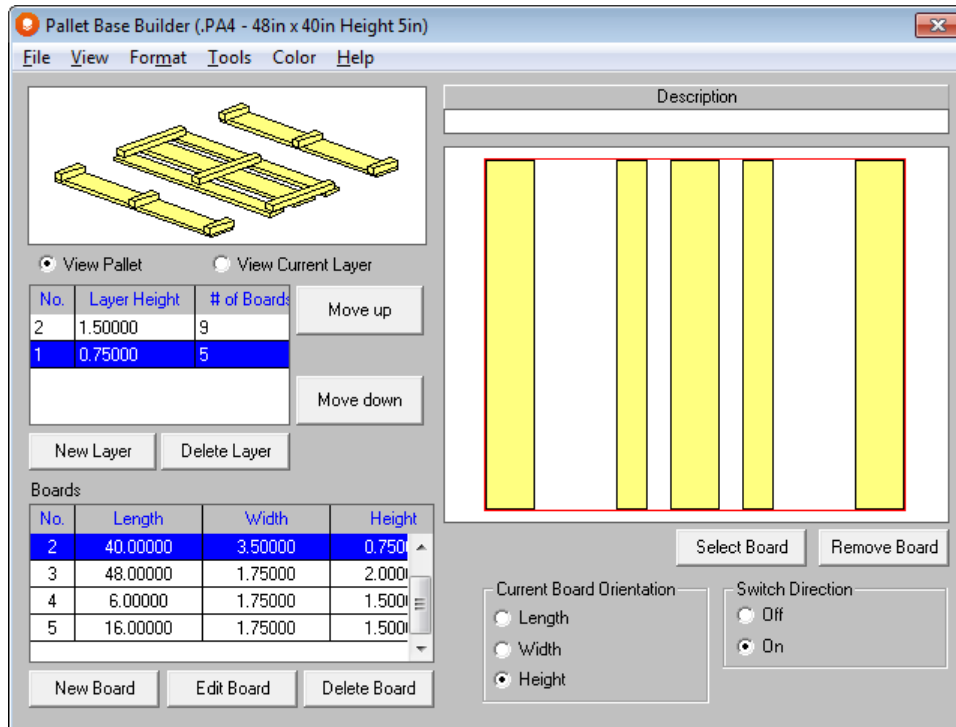 Pallet Base Builder (.PA4 - 48in x 40in Height 5in)
File View Format Tools Color Help
Description
View Pallet View Current Layer
No. Layer Height # of Boards
2 1.50000 9
1 0.75000 5
Move up
Move down
New Layer Delete Layer
Boards
No. Length Width Height
2 40.00000 3.50000 0.750
3 48.00000 1.75000 2.000
4 6.00000 1.75000 1.500
5 16.00000 1.75000 1.500
New Board Edit Board Delete Board
Select Board Remove Board
Current Board Orientation
Length
Width
Height
Switch Direction
Off
On